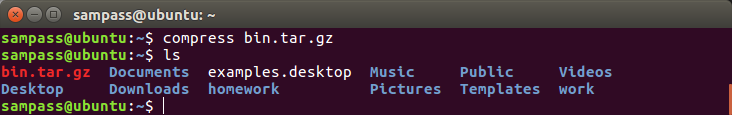 sampass@ubuntu: ~
sampass@ubuntu:~$ compress bin.tar.gz
sampass@ubuntu:~$ ls
bin.tar.gz  Documents  examples.desktop  Music     Public     Videos
Desktop     Downloads  homework          Pictures  Templates  work
sampass@ubuntu:~$